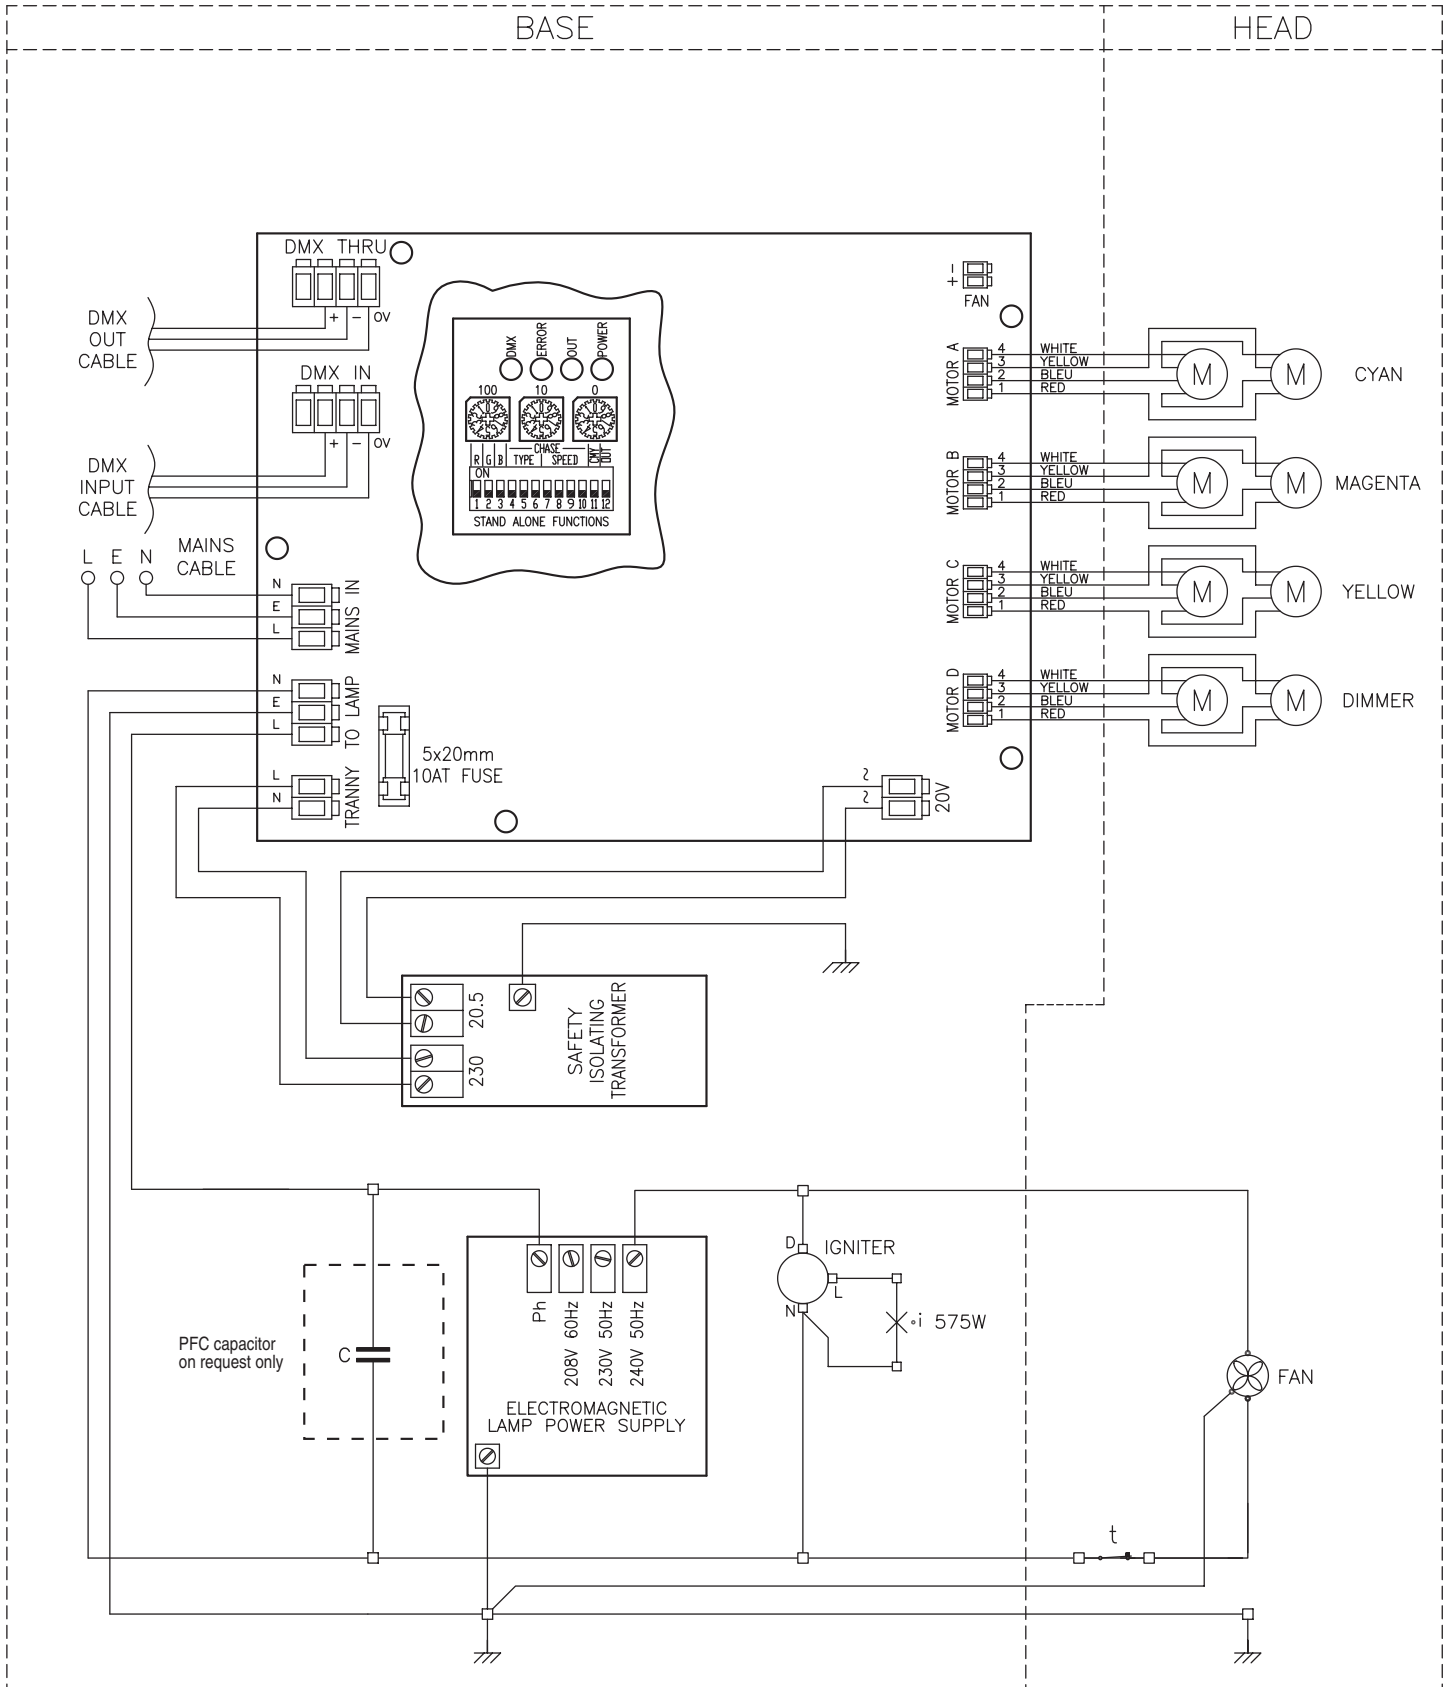 BASE
HEAD
DMX THRU
+ - 0V
DMX
OUT
CABLE
DMX IN
+ - 0V
DMX
INPUT
CABLE
L E N
MAINS
CABLE
N
E
L
MAINS IN
N
E
L
TO LAMP
L
N
TRANNY
5x20mm
10AT FUSE
DMX
ERROR
OUT
POWER
100 10 0
CHASE
R G B TYPE SPEED CMY OUT
ON
1 2 3 4 5 6 7 8 9 10 11 12
STAND ALONE FUNCTIONS
+ -
FAN
MOTOR A
4 WHITE
3 YELLOW
2 BLEU
1 RED
M M CYAN
MOTOR B
4 WHITE
3 YELLOW
2 BLEU
1 RED
M M MAGENTA
MOTOR C
4 WHITE
3 YELLOW
2 BLEU
1 RED
M M YELLOW
MOTOR D
4 WHITE
3 YELLOW
2 BLEU
1 RED
M M DIMMER
~
~
20V
20.5
230
SAFETY
ISOLATING
TRANSFORMER
PFC capacitor
on request only
C
Ph
208V 60Hz
230V 50Hz
240V 50Hz
ELECTROMAGNETIC
LAMP POWER SUPPLY
D
IGNITER
L
N
i 575W
FAN
t